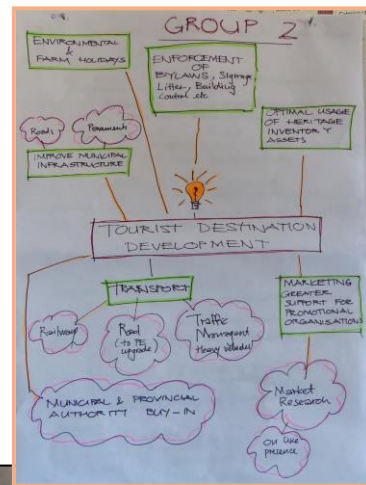 GROUP 2
ENVIRONMENTAL
&
FARM HOLIDAYS
ENFORCEMENT
OF
BYLAWS, Signage
Litter, Building
Control etc
OPTIMAL USAGE
OF HERITAGE
INVENTORY
ASSETS
Roads
Pavements
IMPROVE MUNICIPAL
INFRASTRUCTURE
TOURIST DESTINATION
DEVELOPMENT
TRANSPORT
MARKETING
GREATER
SUPPORT FOR
PROMOTIONAL
ORGANISATIONS
Railways
Road
(to PE
upgrade)
Traffic
Managment
Heavy Vehicles
Market
Research
MUNICIPAL & PROVINCIAL
AUTHORITY BUY-IN
On line
presence